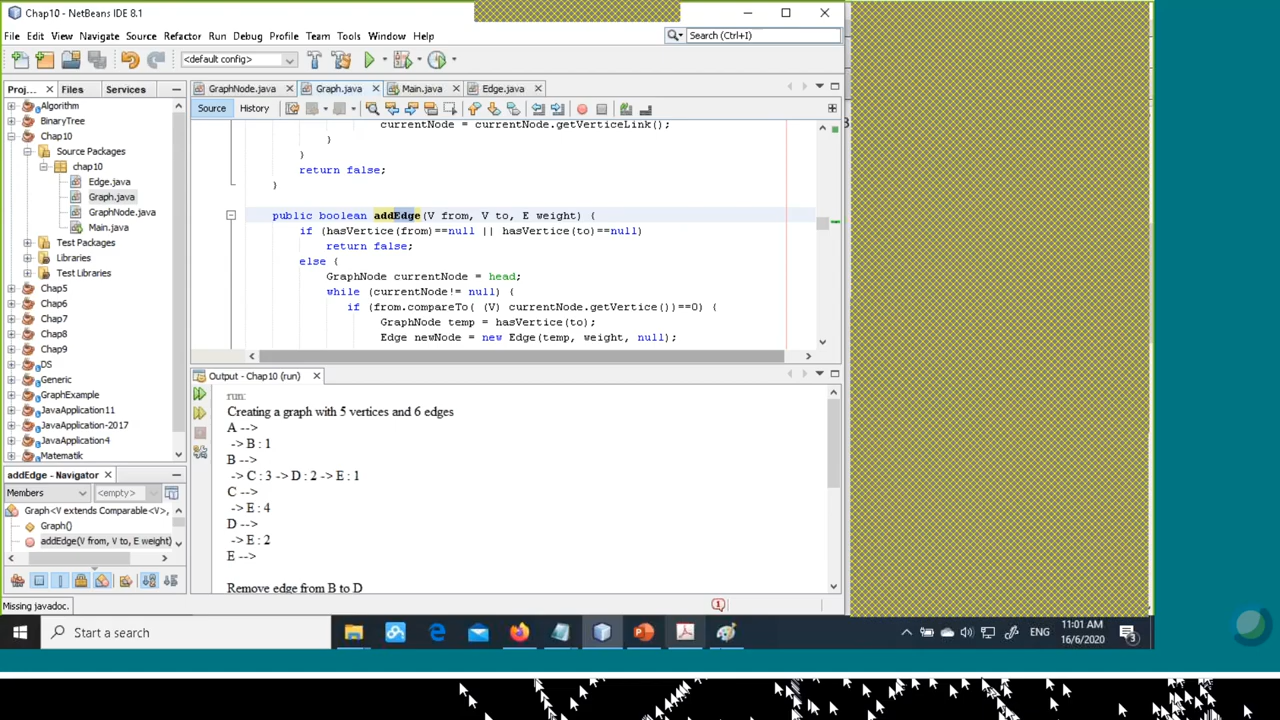 Chap10 - NetBeans IDE 8.1
File Edit View Navigate Source Refactor Run Debug Profile Team Tools Window Help
Search (Ctrl+I)
<default config>
Proj... Files Services
GraphNode.java Graph.java Main.java Edge.java
Source History
Algorithm
BinaryTree
Chap10
Source Packages
chap10
Edge.java
Graph.java
GraphNode.java
Main.java
Test Packages
Libraries
Test Libraries
Chap5
Chap6
Chap7
Chap8
Chap9
DS
Generic
GraphExample
JavaApplication11
JavaApplication-2017
JavaApplication4
Matematik
currentNode = currentNode.getVerticeLink();
}
}
return false;
}
public boolean addEdge(V from, V to, E weight) {
if (hasVertice(from)==null || hasVertice(to)==null)
return false;
else {
GraphNode currentNode = head;
while (currentNode!= null) {
if (from.compareTo( (V) currentNode.getVertice())==0) {
GraphNode temp = hasVertice(to);
Edge newNode = new Edge(temp, weight, null);
Output - Chap10 (run)
run:
Creating a graph with 5 vertices and 6 edges
A -->
-> B : 1
B -->
-> C : 3 -> D : 2 -> E : 1
C -->
-> E : 4
D -->
-> E : 2
E -->
Remove edge from B to D
addEdge - Navigator
Members <empty>
Graph<V extends Comparable<V>,
Graph()
addEdge(V from, V to, E weight)
Missing javadoc.
1
Start a search
ENG
11:01 AM
16/6/2020
3